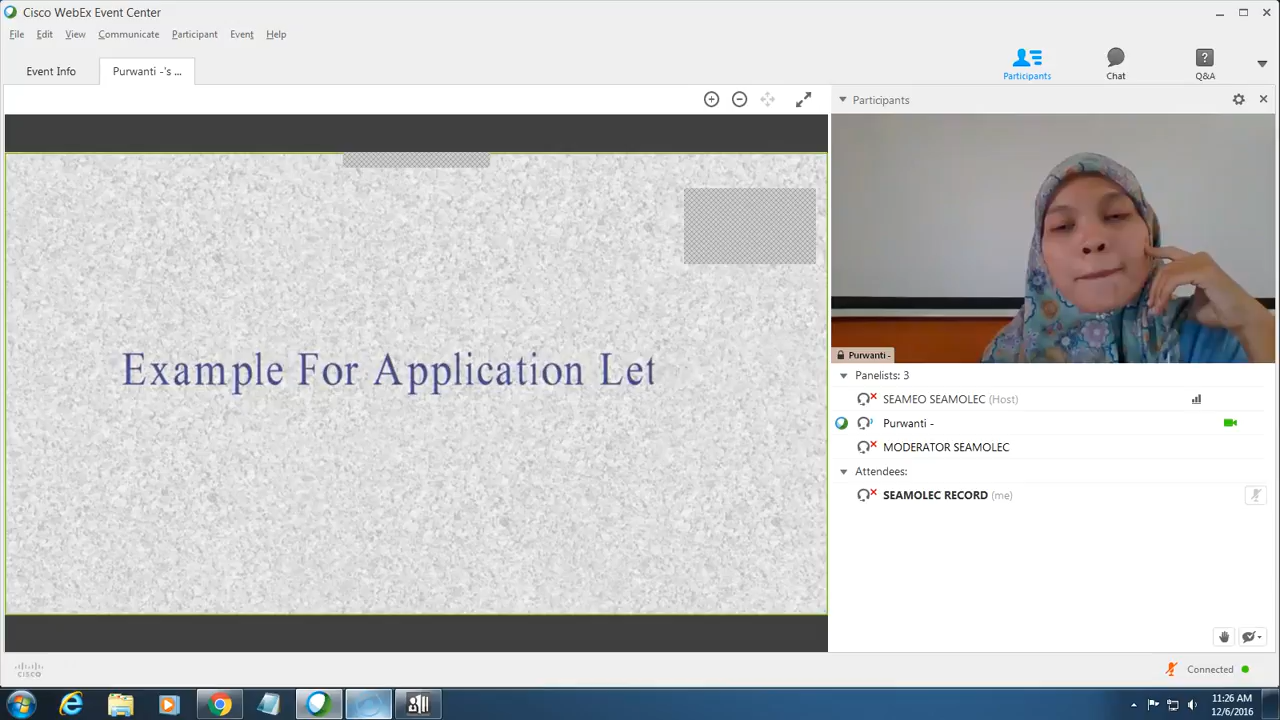 Cisco WebEx Event Center
File Edit View Communicate Participant Event Help
Participants Chat Q&A
Event Info Purwanti -'s ...
Participants
Example For Application Let
Purwanti -
Panelists: 3
SEAMEO SEAMOLEC (Host)
Purwanti -
MODERATOR SEAMOLEC
Attendees:
SEAMOLEC RECORD (me)
CISCO
Connected
11:26 AM
12/6/2016